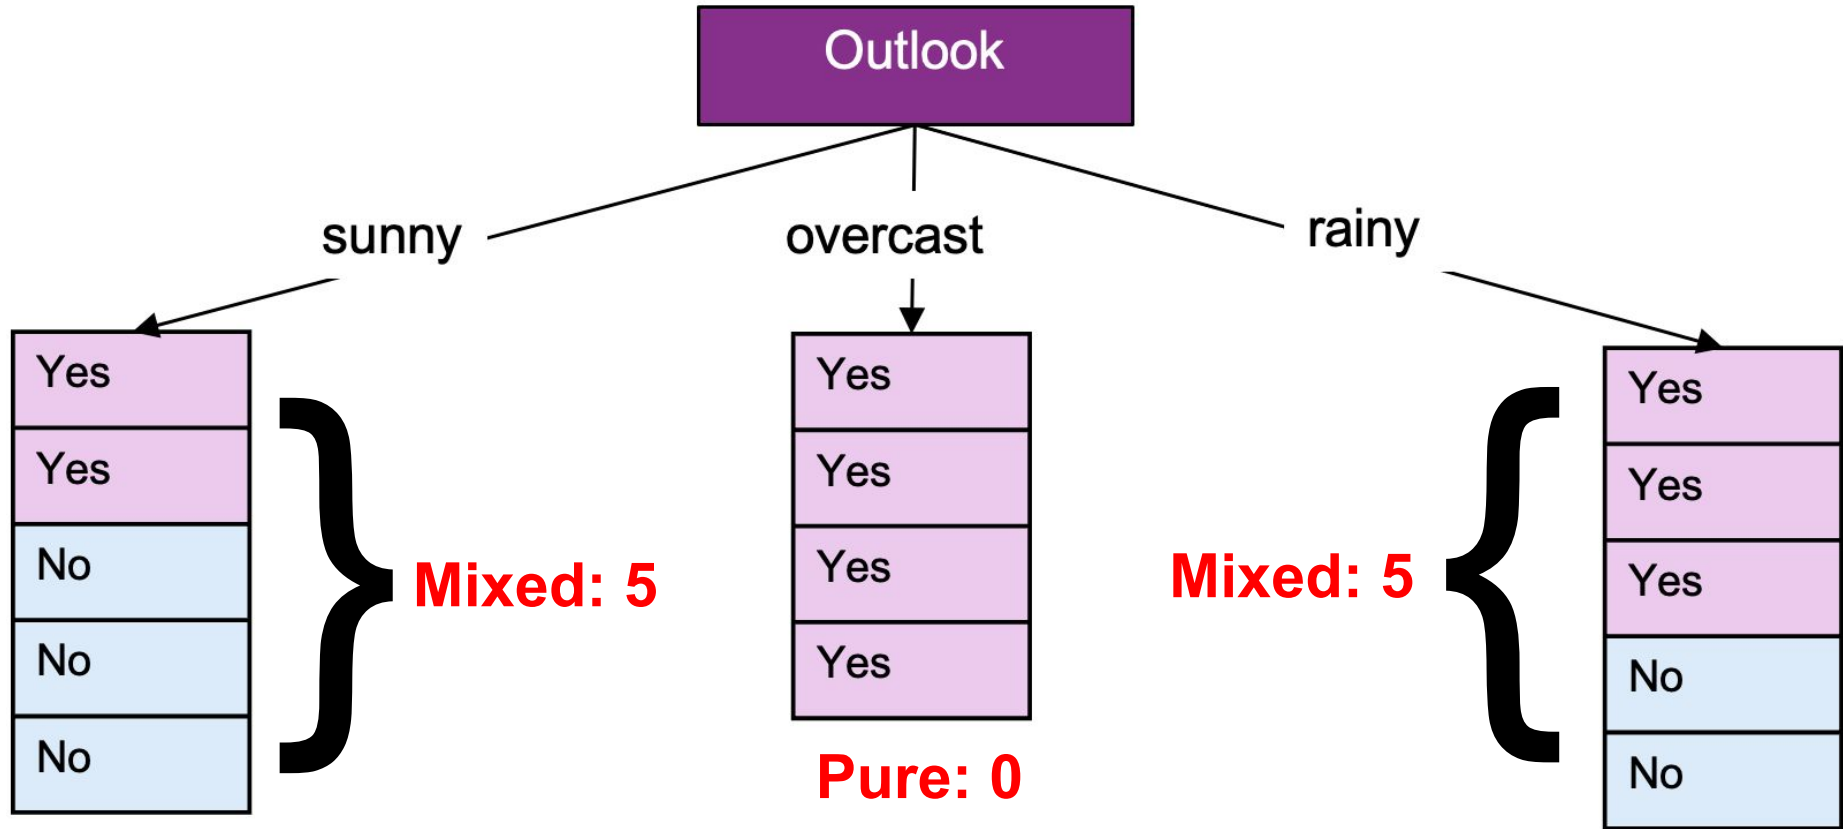 Outlook
sunny
overcast
rainy
Yes
Yes
No
No
No
Mixed: 5
Yes
Yes
Yes
Yes
Pure: 0
Mixed: 5
Yes
Yes
Yes
No
No